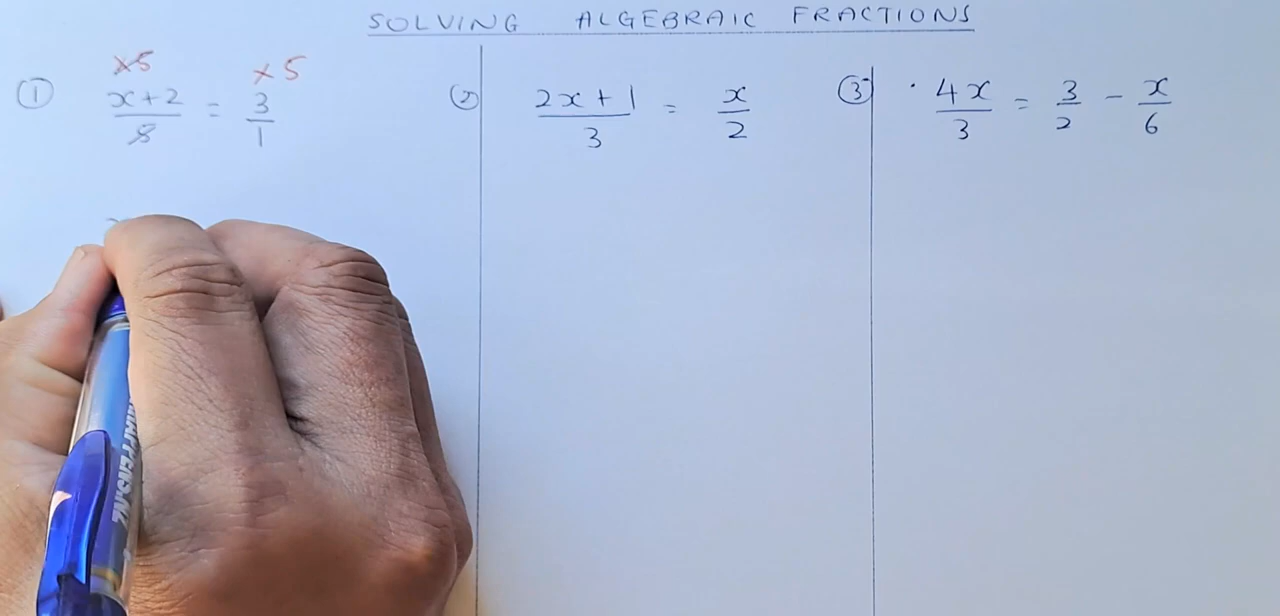 SOLVING ALGEBRAIC FRACTIONS
① ×5 ×5
x+2/5 = 3/1
② 2x+1/3 = x/2
③ 4x/3 = 3/2 - x/6